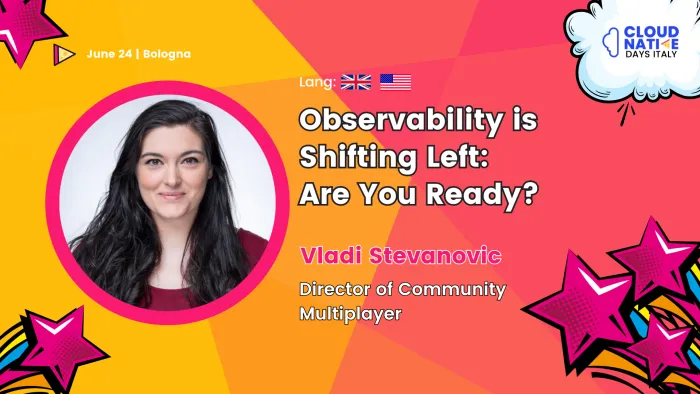 June 24 | Bologna
CLOUD
NATIVE
DAYS ITALY
Lang:
Observability is
Shifting Left:
Are You Ready?
Vladi Stevanovic
Director of Community
Multiplayer